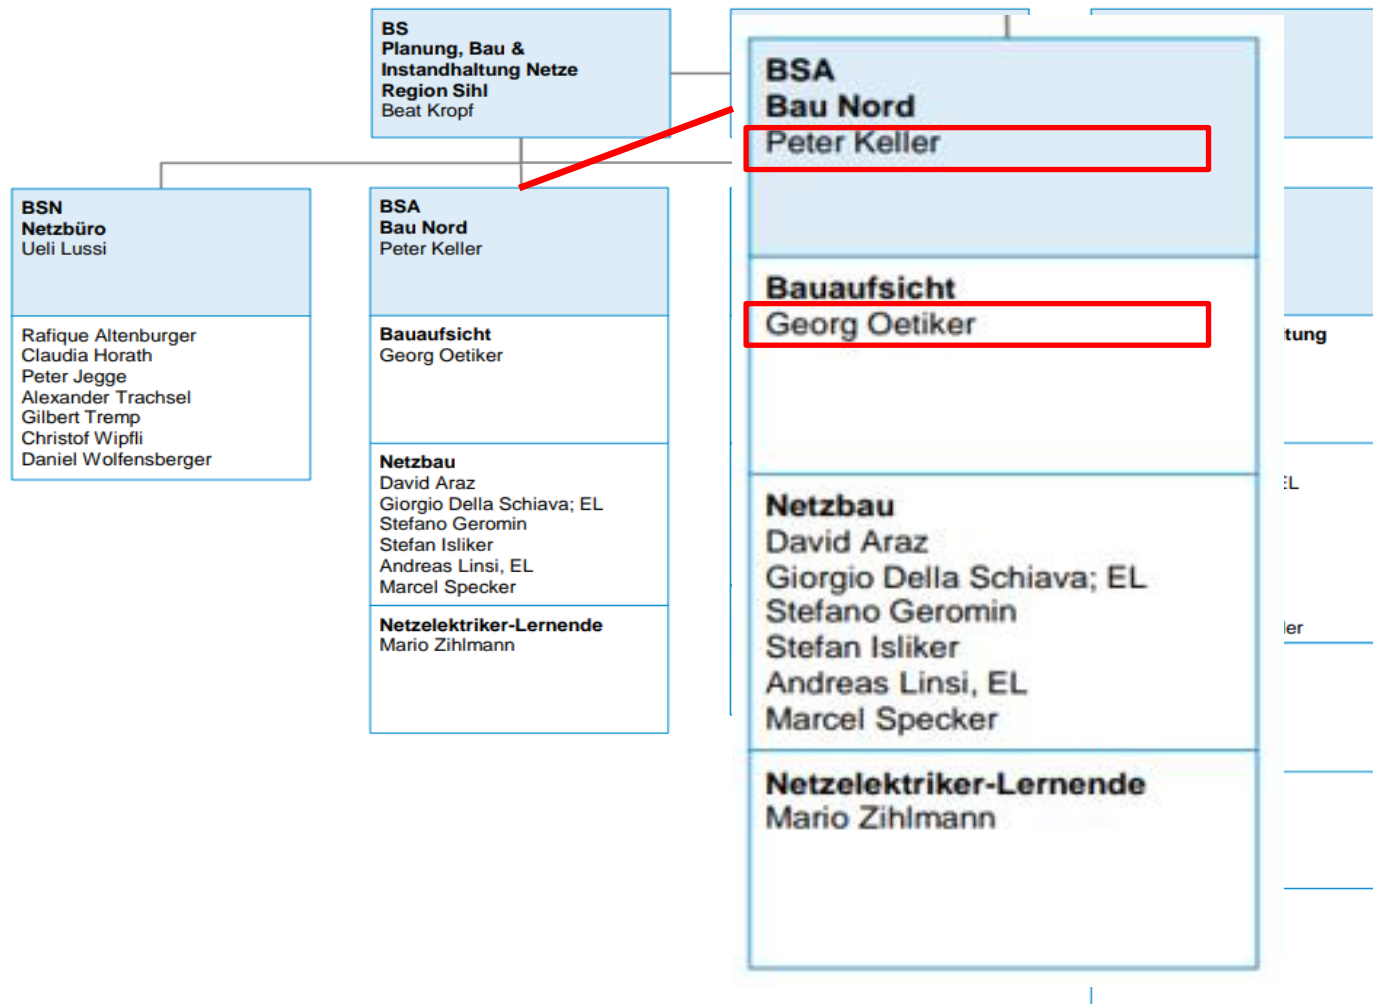 BS
Planung, Bau &
Instandhaltung Netze
Region Sihl
Beat Kropf
BSN
Netzbüro
Ueli Lussi
Rafique Altenburger
Claudia Horath
Peter Jegge
Alexander Trachsel
Gilbert Tremp
Christof Wipfli
Daniel Wolfensberger
BSA
Bau Nord
Peter Keller
Bauaufsicht
Georg Oetiker
Netzbau
David Araz
Giorgio Della Schiava; EL
Stefano Geromin
Stefan Isliker
Andreas Linsi, EL
Marcel Specker
Netzelektriker-Lernende
Mario Zihlmann
BSA
Bau Nord
Peter Keller
Bauaufsicht
Georg Oetiker
Netzbau
David Araz
Giorgio Della Schiava; EL
Stefano Geromin
Stefan Isliker
Andreas Linsi, EL
Marcel Specker
Netzelektriker-Lernende
Mario Zihlmann
tung
EL
ler